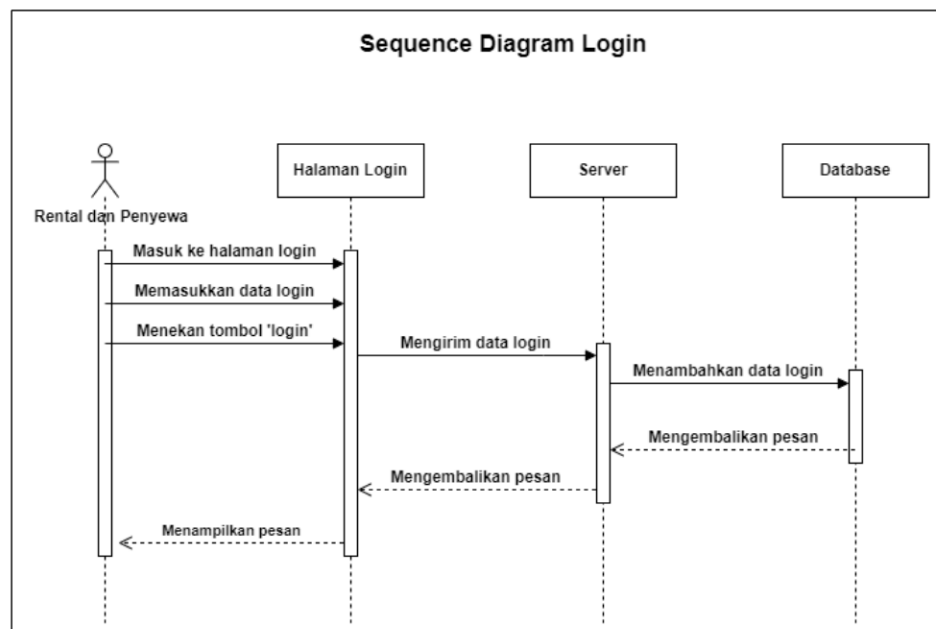 Sequence Diagram Login
Halaman Login
Server
Database
Rental dan Penyewa
Masuk ke halaman login
Memasukkan data login
Menekan tombol 'login'
Mengirim data login
Menambahkan data login
Mengembalikan pesan
Mengembalikan pesan
Menampilkan pesan